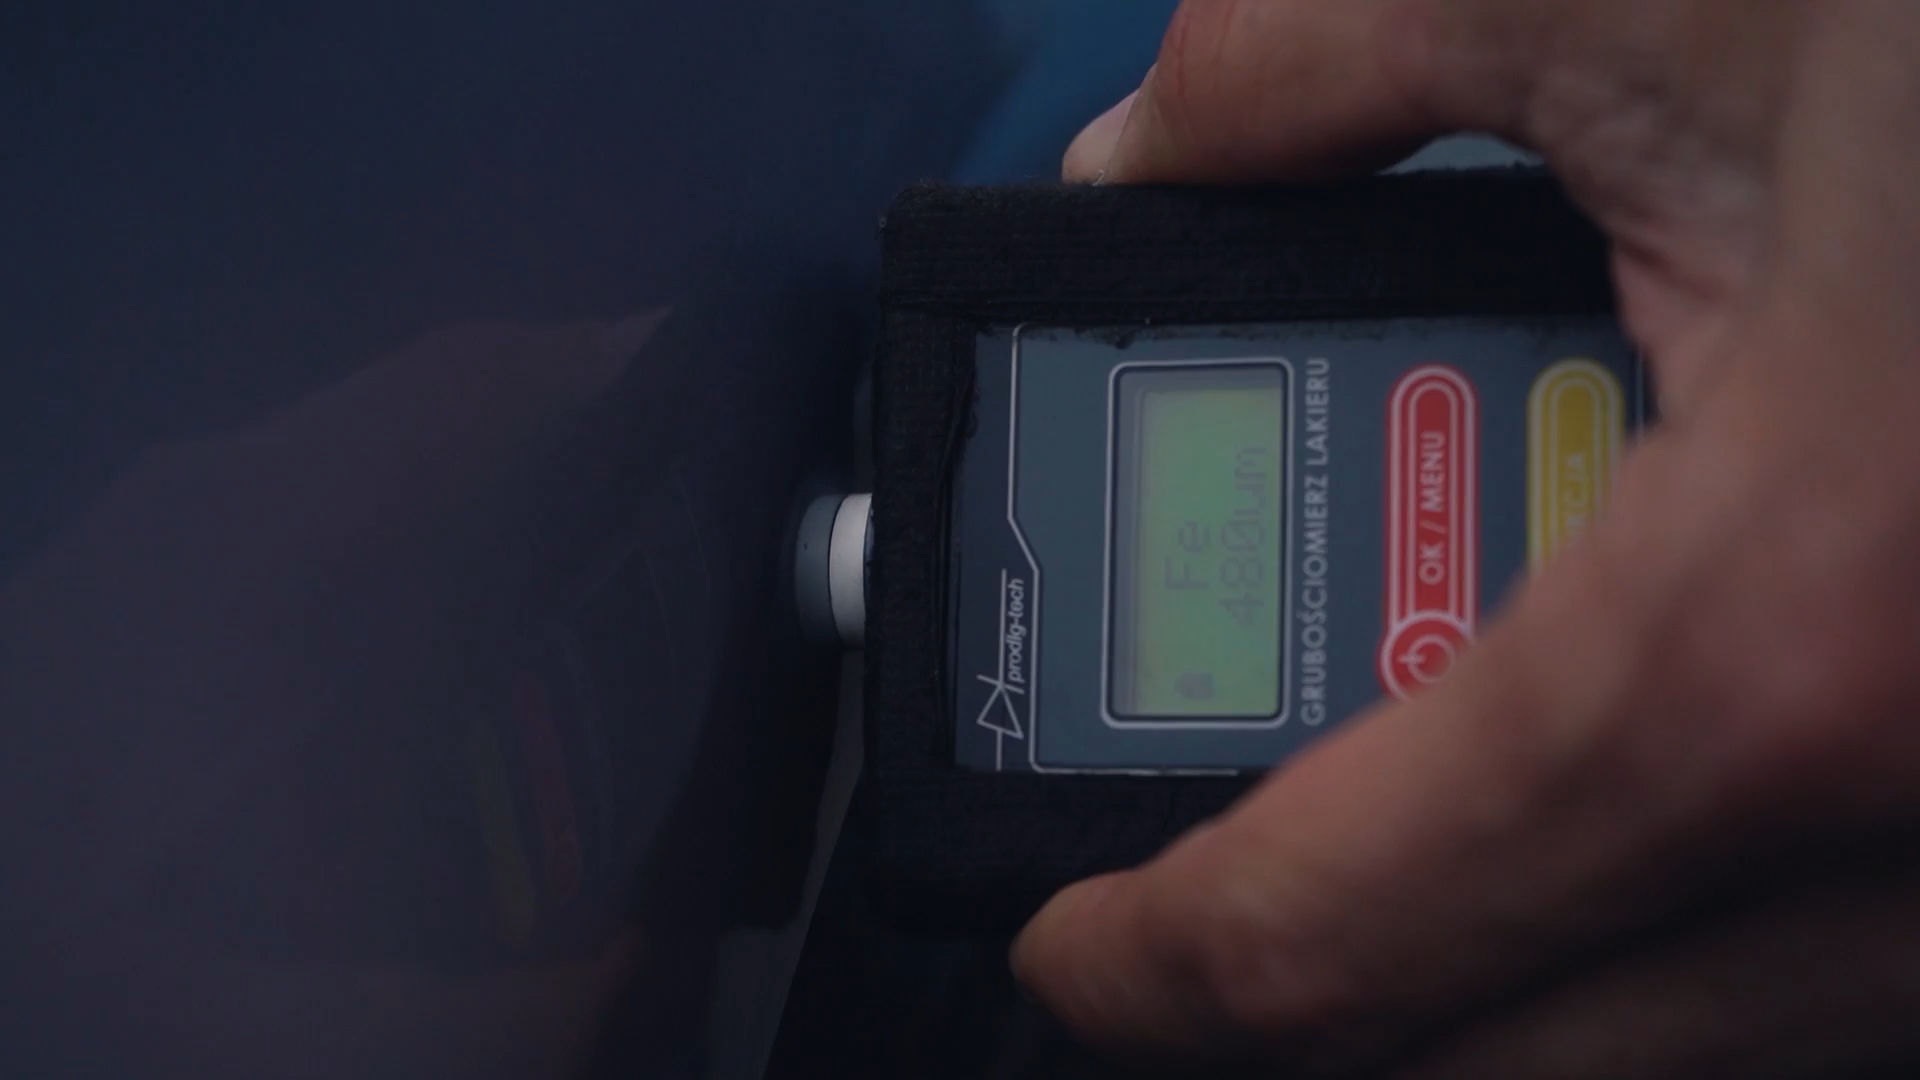 prodig-tech
Fe
480um
GRUBOŚCIOMIERZ LAKIERU
OK / MENU